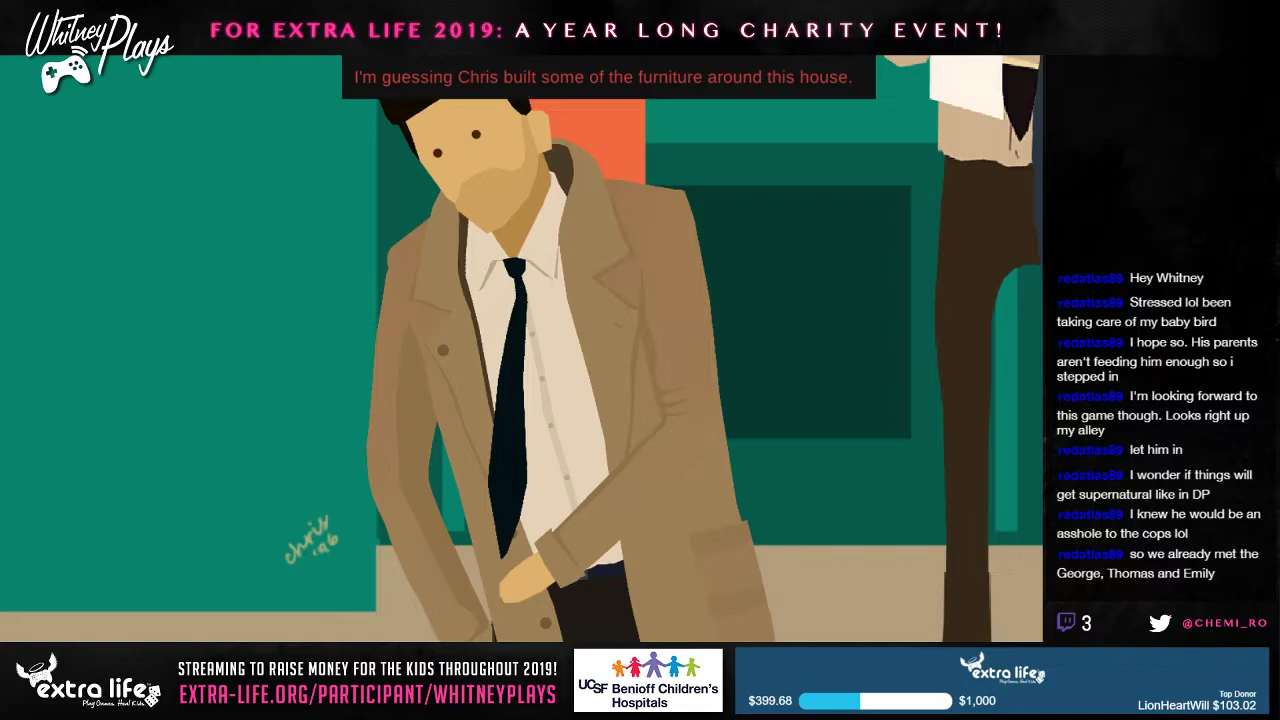 Whitney Plays
FOR EXTRA LIFE 2019: A YEAR LONG CHARITY EVENT!
I'm guessing Chris built some of the furniture around this house.
chris
'96
redatlas89 Hey Whitney
redatlas89 Stressed lol been
taking care of my baby bird
redatlas89 I hope so. His parents
aren't feeding him enough so i
stepped in
redatlas89 I'm looking forward to
this game though. Looks right up
my alley
redatlas89 let him in
redatlas89 I wonder if things will
get supernatural like in DP
redatlas89 I knew he would be an
asshole to the cops lol
redatlas89 so we already met the
George, Thomas and Emily
3
@CHEMI_RO
extra life
Play Games. Heal Kids.
STREAMING TO RAISE MONEY FOR THE KIDS THROUGHOUT 2019!
EXTRA-LIFE.ORG/PARTICIPANT/WHITNEYPLAYS
UCSF Benioff Children's
Hospitals
extra life
Play Games. Heal Kids.
$399.68
$1,000
Top Donor
LionHeartWill $103.02